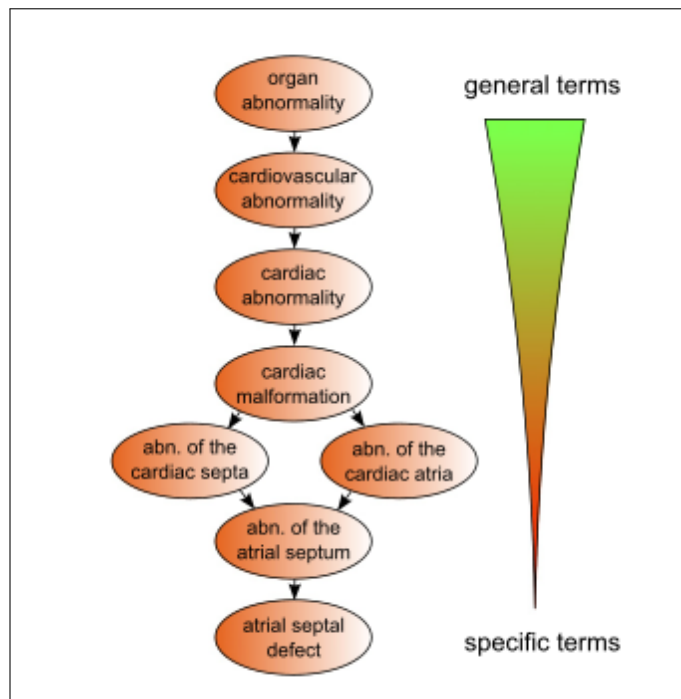 organ
abnormality
general terms
cardiovascular
abnormality
cardiac
abnormality
cardiac
malformation
abn. of the
cardiac septa
abn. of the
cardiac atria
abn. of the
atrial septum
atrial septal
defect
specific terms